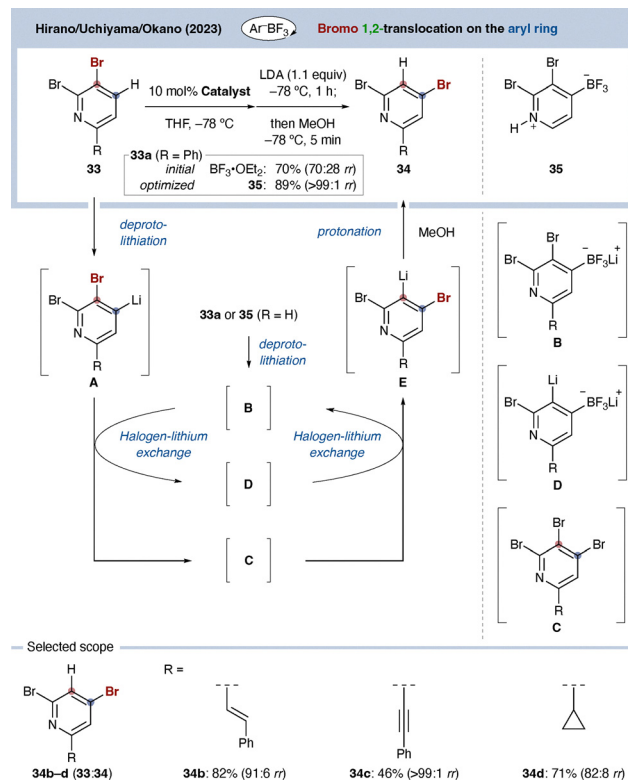 Hirano/Uchiyama/Okano (2023)
Ar–BF3
Bromo 1,2-translocation on the aryl ring
Br
Br
H
N
R
33
10 mol% Catalyst
THF, –78 ºC
LDA (1.1 equiv)
–78 ºC, 1 h;
then MeOH
–78 ºC, 5 min
33a (R = Ph)
initial BF3•OEt2: 70% (70:28 rr)
optimized 35: 89% (>99:1 rr)
H
Br
Br
N
R
34
Br
Br
–
BF3
N
H
+
35
deproto-
lithiation
protonation
MeOH
Br
Br
Li
N
R
A
33a or 35 (R = H)
deproto-
lithiation
Li
Br
Br
N
R
E
B
Halogen-lithium
exchange
Halogen-lithium
exchange
D
C
Br
Br
–
+
BF3Li
N
R
B
Li
Br
–
+
BF3Li
N
R
D
Br
Br
Br
N
R
C
Selected scope
H
Br
Br
N
R
34b–d (33:34)
R =
Ph
34b: 82% (91:6 rr)
Ph
34c: 46% (>99:1 rr)
34d: 71% (82:8 rr)